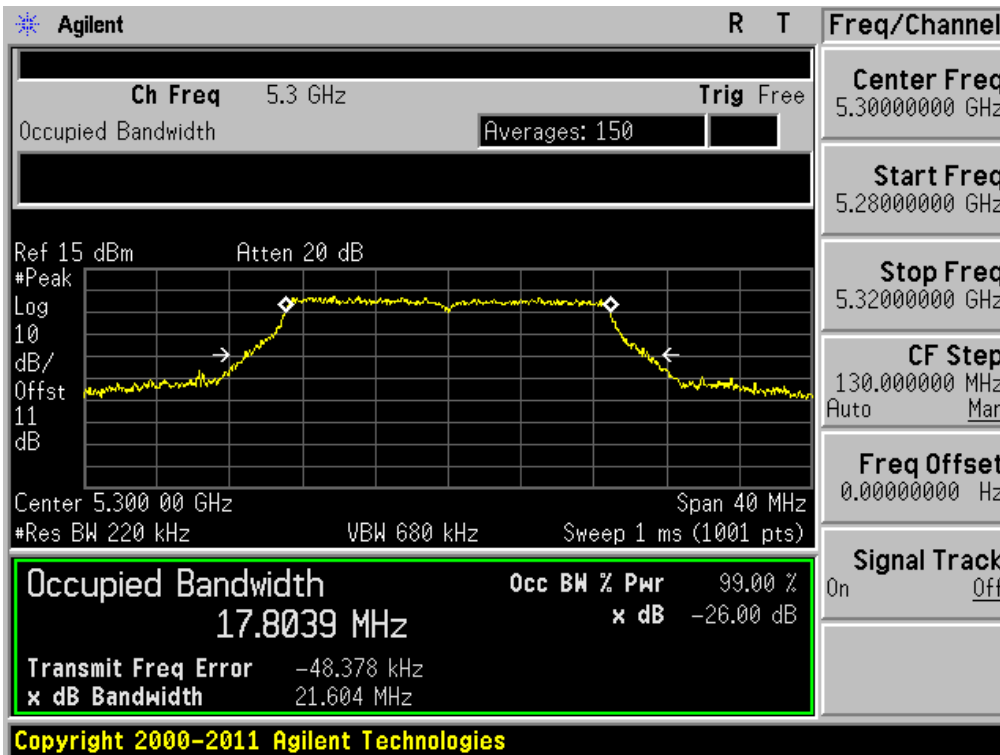 Agilent R T
Freq/Channel
Ch Freq 5.3 GHz Trig Free
Occupied Bandwidth Averages: 150
Center Freq
5.30000000 GHz
Start Freq
5.28000000 GHz
Stop Freq
5.32000000 GHz
CF Step
130.000000 MHz
Auto Man
Freq Offset
0.00000000 Hz
Signal Track
On Off
Ref 15 dBm Atten 20 dB
#Peak
Log
10
dB/
Offst
11
dB
Center 5.300 00 GHz Span 40 MHz
#Res BW 220 kHz VBW 680 kHz Sweep 1 ms (1001 pts)
Occupied Bandwidth Occ BW % Pwr 99.00 %
17.8039 MHz x dB -26.00 dB
Transmit Freq Error -48.378 kHz
x dB Bandwidth 21.604 MHz
Copyright 2000-2011 Agilent Technologies